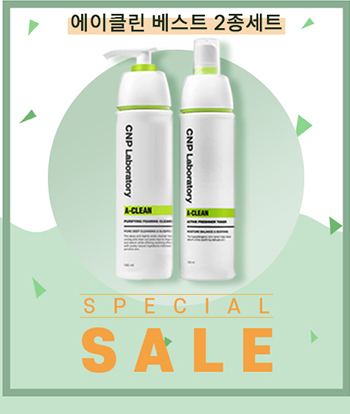 에이클린 베스트 2종세트
CNP Laboratory
A-CLEAN
PURIFYING FOAMING CLEANSER
CNP Laboratory
A-CLEAN
ACTIVE FRESHNER TONER
MOISTURE BALANCE & SOOTHING
SPECIAL
SALE